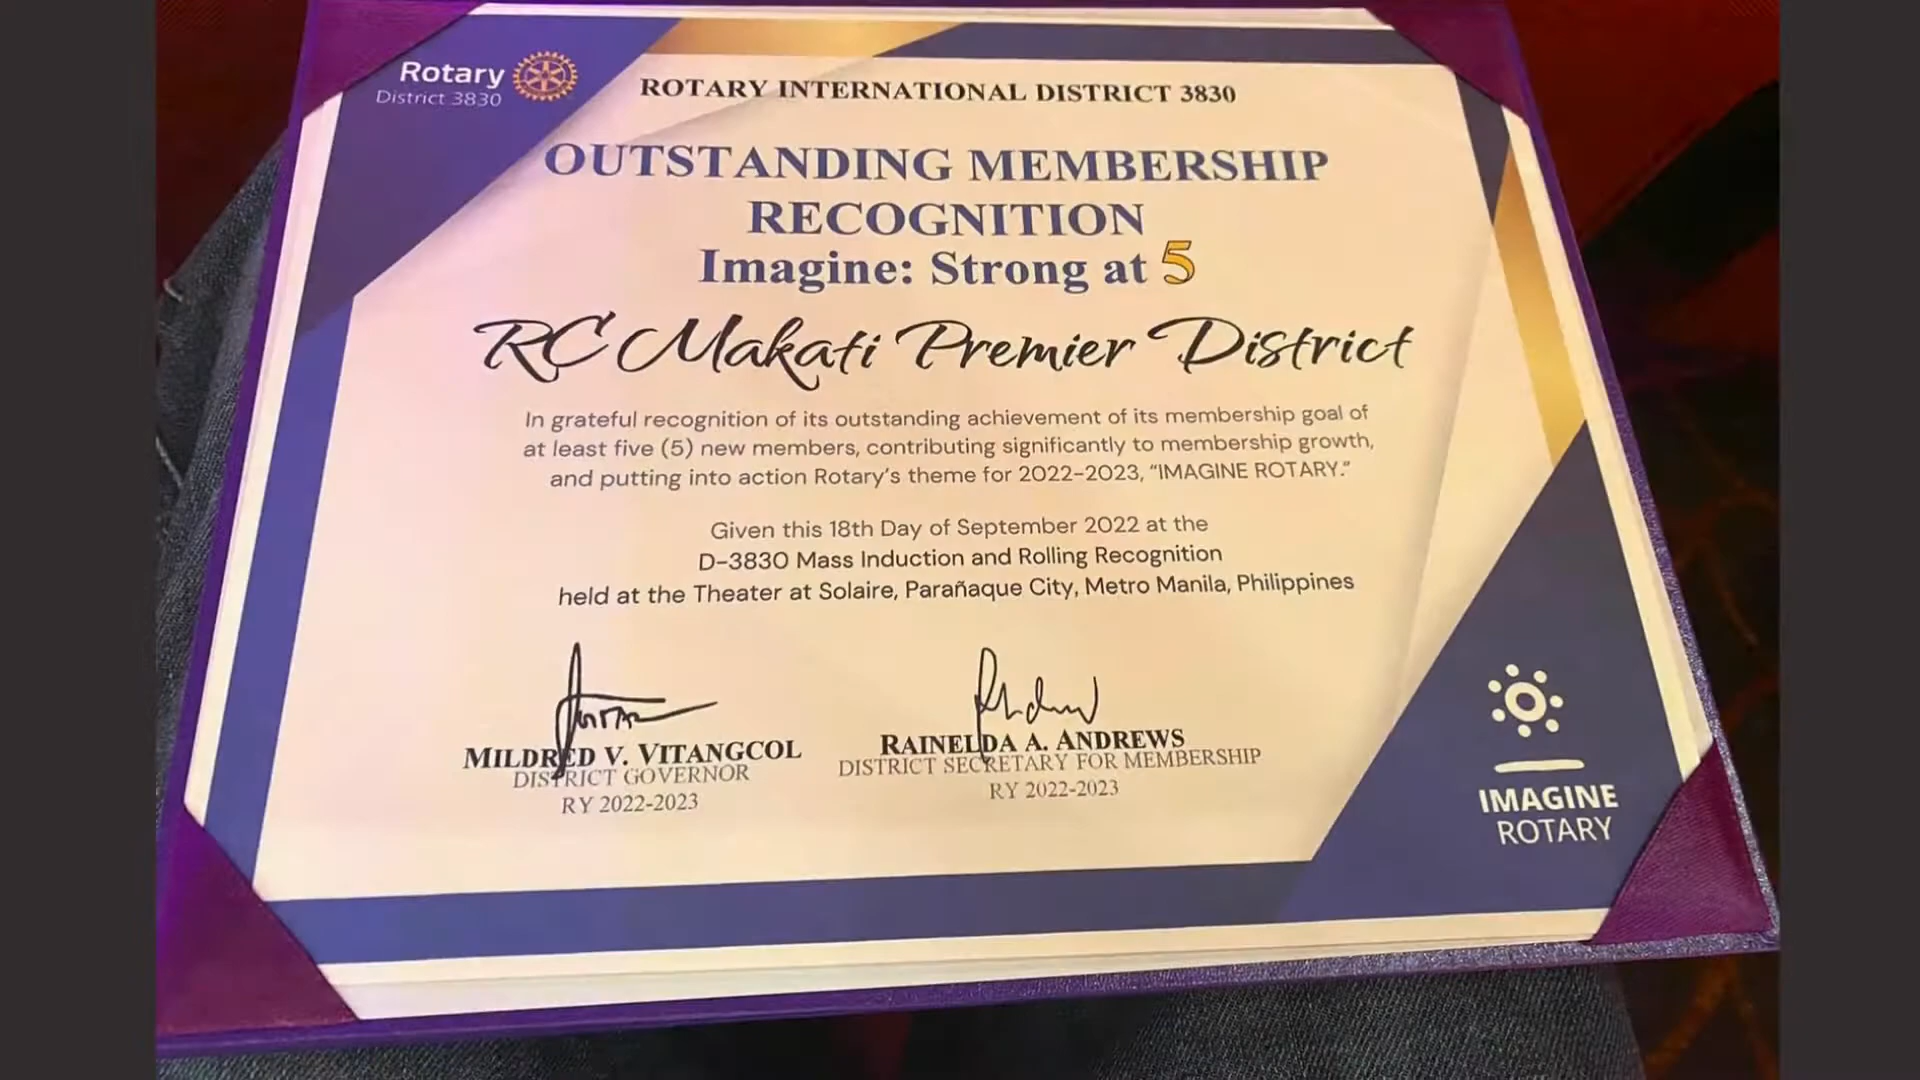 Rotary
District 3830
ROTARY INTERNATIONAL DISTRICT 3830
OUTSTANDING MEMBERSHIP
RECOGNITION
Imagine: Strong at 5
RC Makati Premier District
In grateful recognition of its outstanding achievement of its membership goal of
at least five (5) new members, contributing significantly to membership growth,
and putting into action Rotary's theme for 2022-2023, “IMAGINE ROTARY.”
Given this 18th Day of September 2022 at the
D-3830 Mass Induction and Rolling Recognition
held at the Theater at Solaire, Parañaque City, Metro Manila, Philippines
MILDRED V. VITANGCOL
DISTRICT GOVERNOR
RY 2022-2023
RAINELDA A. ANDREWS
DISTRICT SECRETARY FOR MEMBERSHIP
RY 2022-2023
IMAGINE
ROTARY